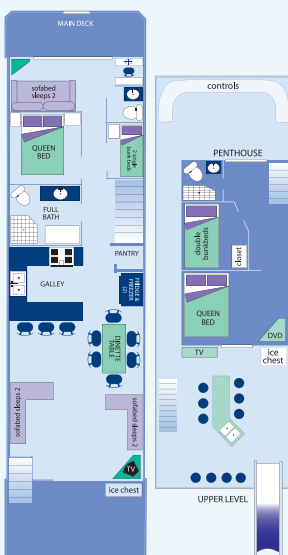 MAIN DECK
sofabed
sleeps 2
QUEEN
BED
2 single
bunk beds
FULL
BATH
PANTRY
GALLEY
FRIDGE &
FREEZER
(2)
DINETTE
TABLE
sofabed sleeps 2
sofabed sleeps 2
TV
ice chest
controls
PENTHOUSE
double
bunkbeds
closet
QUEEN
BED
DVD
TV
ice
chest
UPPER LEVEL